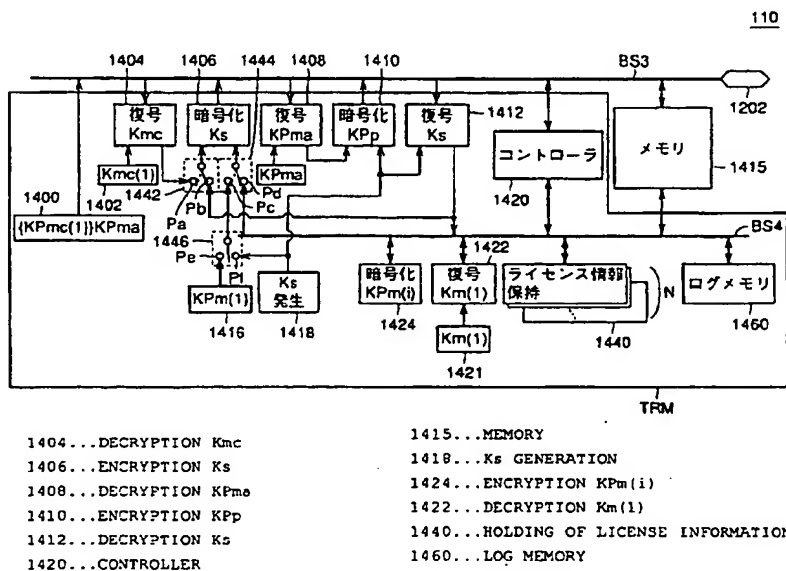 110
1404 1406 1444 1408 1410
BS3
1202
復号
Kmc
暗号化
Ks
復号
KPma
暗号化
KPp
復号
Ks
1412
コントローラ
1420
メモリ
1415
Kmc(1)
1402
1442
KPma
Pa
Pb
Pc
Pd
1400
{KPmc(1)}KPma
1446
Pe
Pf
BS4
KPm(1)
1416
Ks
発生
1418
暗号化
KPm(i)
1424
1422
復号
Km(1)
Km(1)
1421
ライセンス情報
保持
N
1440
ログメモリ
1460
TRM
1404...DECRYPTION Kmc
1406...ENCRYPTION Ks
1408...DECRYPTION KPma
1410...ENCRYPTION KPp
1412...DECRYPTION Ks
1420...CONTROLLER
1415...MEMORY
1418...Ks GENERATION
1424...ENCRYPTION KPm(i)
1422...DECRYPTION Km(1)
1440...HOLDING OF LICENSE INFORMATION
1460...LOG MEMORY